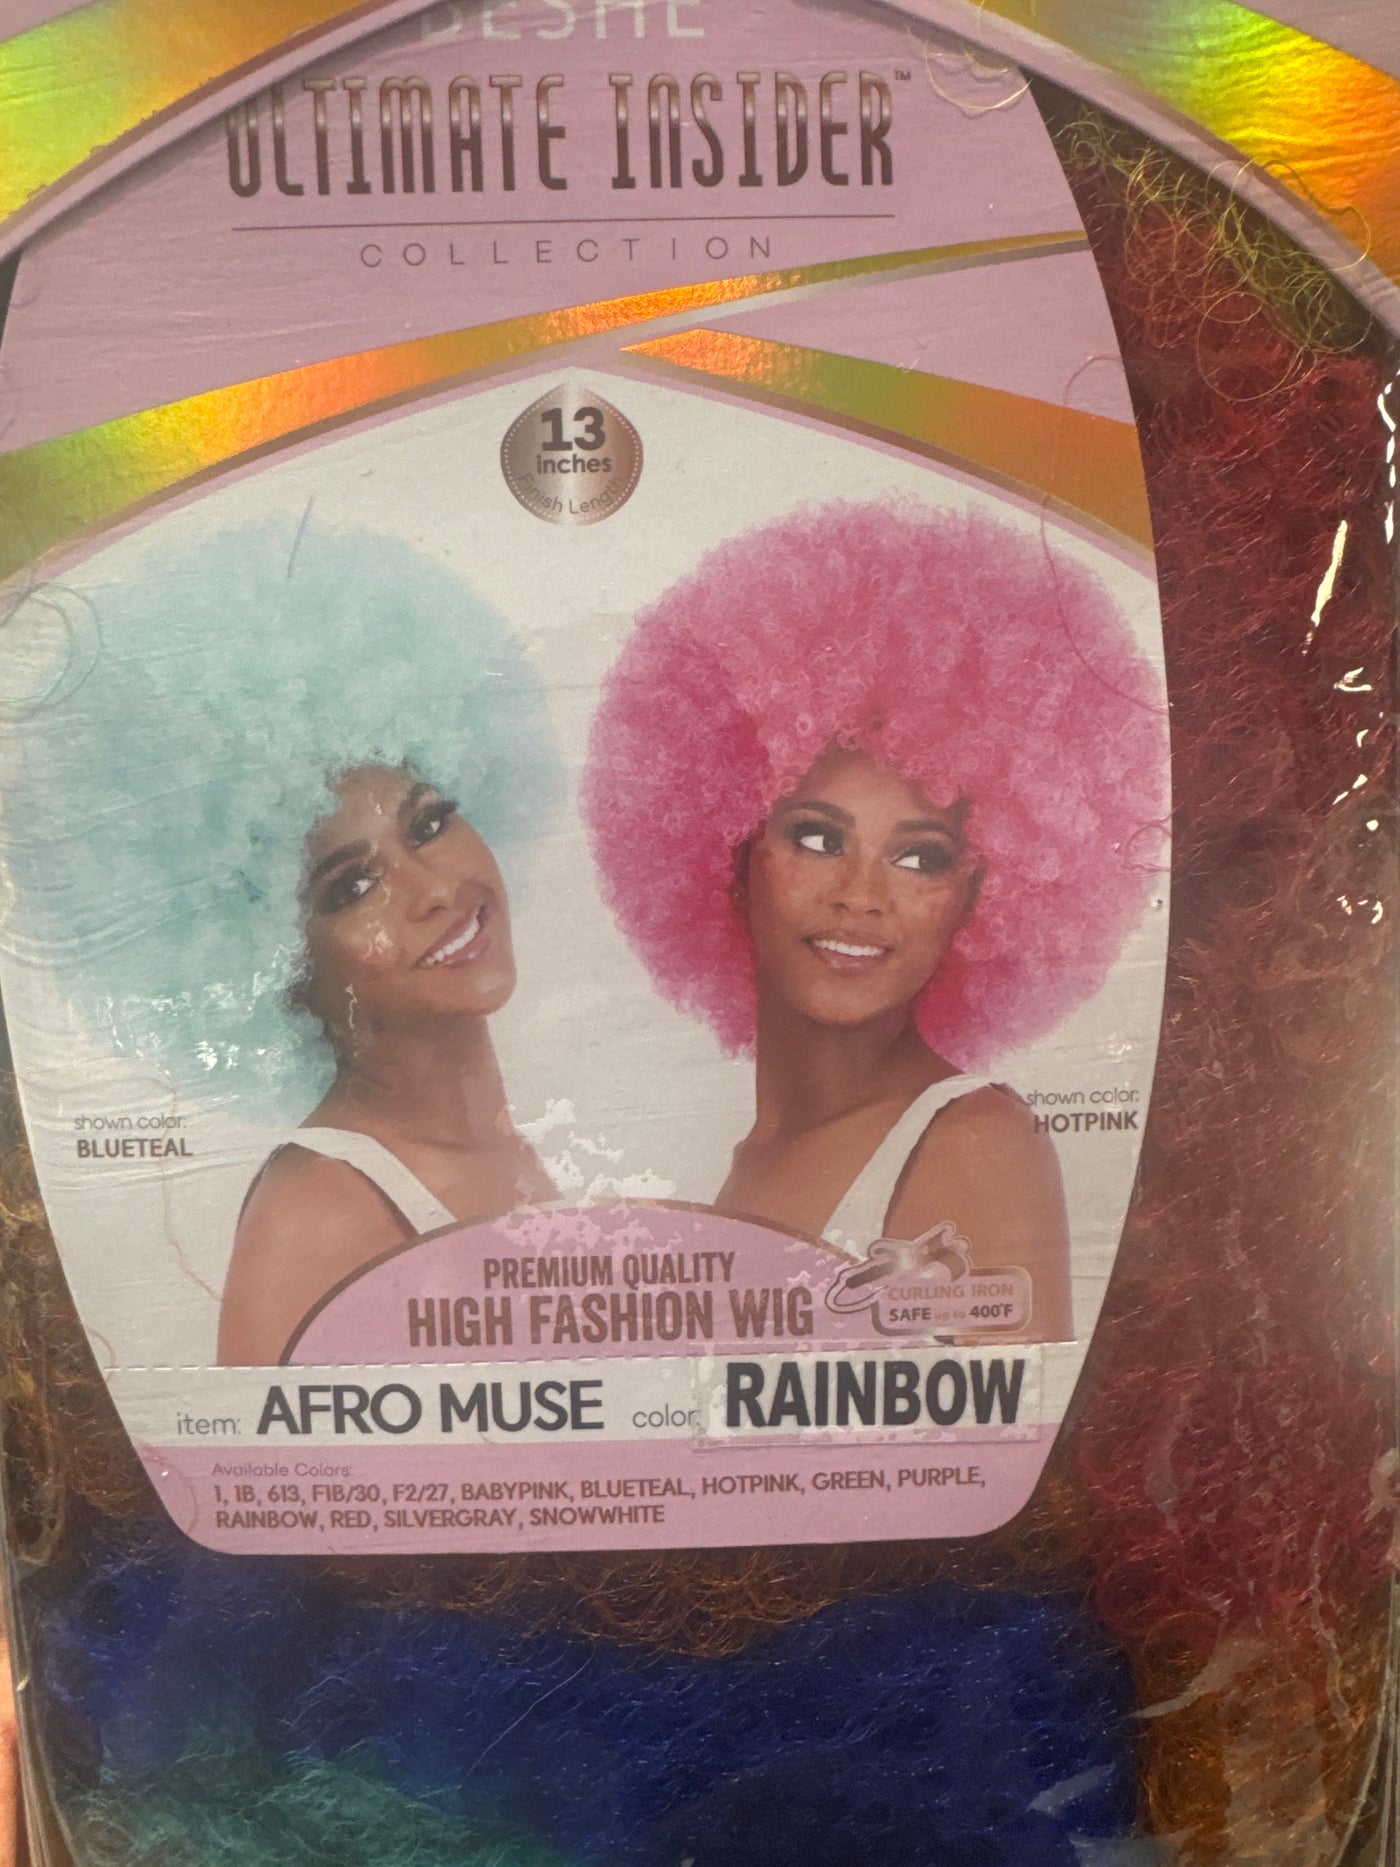 BESHE
ULTIMATE INSIDER™
COLLECTION
13
inches
Finish Length
shown color:
BLUETEAL
shown color:
HOTPINK
PREMIUM QUALITY
HIGH FASHION WIG
CURLING IRON
SAFE up to 400°F
item: AFRO MUSE color: RAINBOW
Available Colors:
1, 1B, 613, F1B/30, F2/27, BABYPINK, BLUETEAL, HOTPINK, GREEN, PURPLE,
RAINBOW, RED, SILVERGRAY, SNOWWHITE